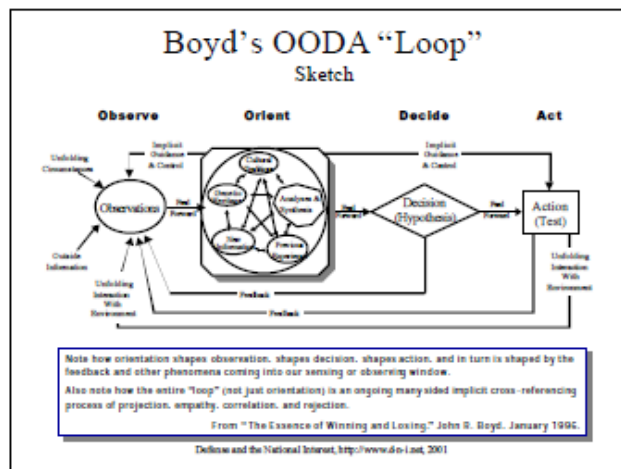 Boyd's OODA "Loop"
Sketch
Observe Orient Decide Act
Implicit
Guidance
& Control
Implicit
Guidance
& Control
Unfolding
Circumstances
Observations
Feed
Forward
Cultural
Genetic
Analyses &
Synthesis
New
Information
Previous
Experience
Feed
Forward
Decision
(Hypothesis)
Feed
Forward
Action
(Test)
Outside
Information
Unfolding
Interaction
With
Environment
Feedback
Feedback
Unfolding
Interaction
With
Environment
Note how orientation shapes observation, shapes decision, shapes action, and in turn is shaped by the
feedback and other phenomena coming into our sensing or observing window.
Also note how the entire "loop" (not just orientation) is an ongoing many-sided implicit cross-referencing
process of projection, empathy, correlation, and rejection.
From "The Essence of Winning and Losing," John R. Boyd, January 1996.
Defense and the National Interest, http://www.d-n-i.net, 2001